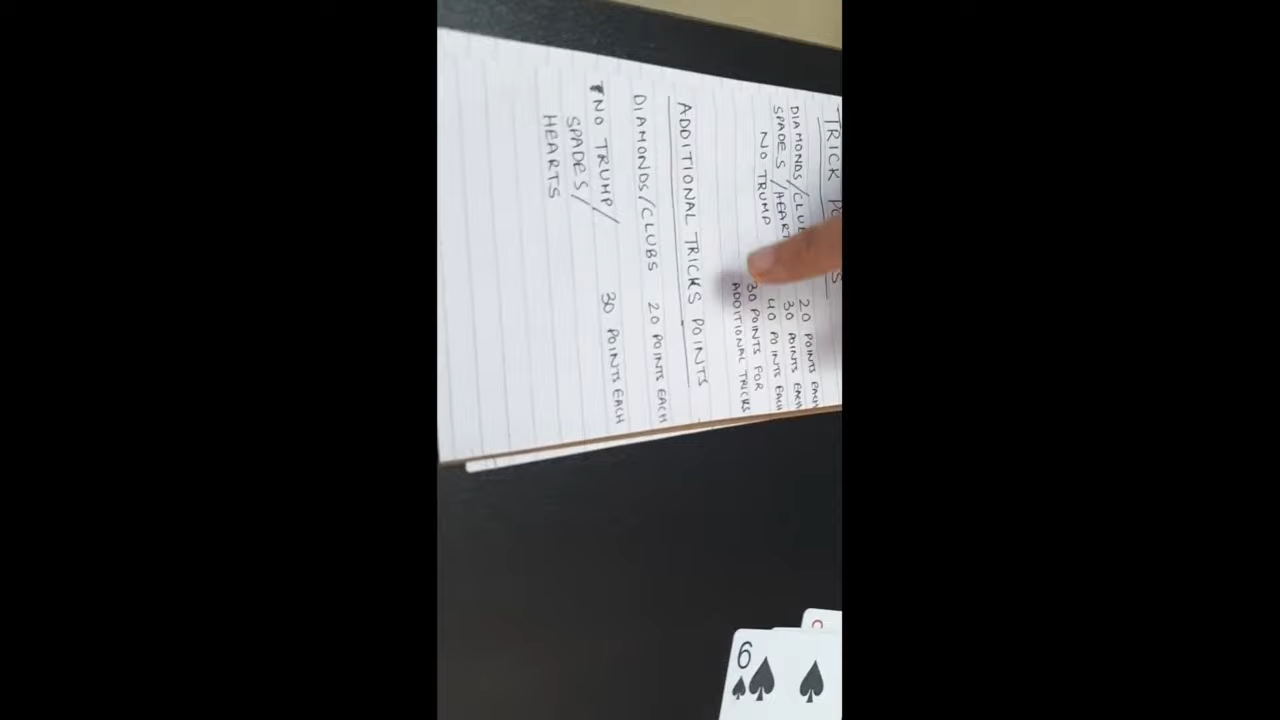 TRICK
DIAMONDS/CLU 20 POINTS EACH
SPADES/HEART 30 POINTS EACH
NO TRUMP 40 POINTS EACH
30 POINTS FOR
ADDITIONAL TRICKS
ADDITIONAL TRICKS POINTS
DIAMONDS/CLUBS 20 POINTS EACH
NO TRUMP/ 30 POINTS EACH
SPADES/
HEARTS
6